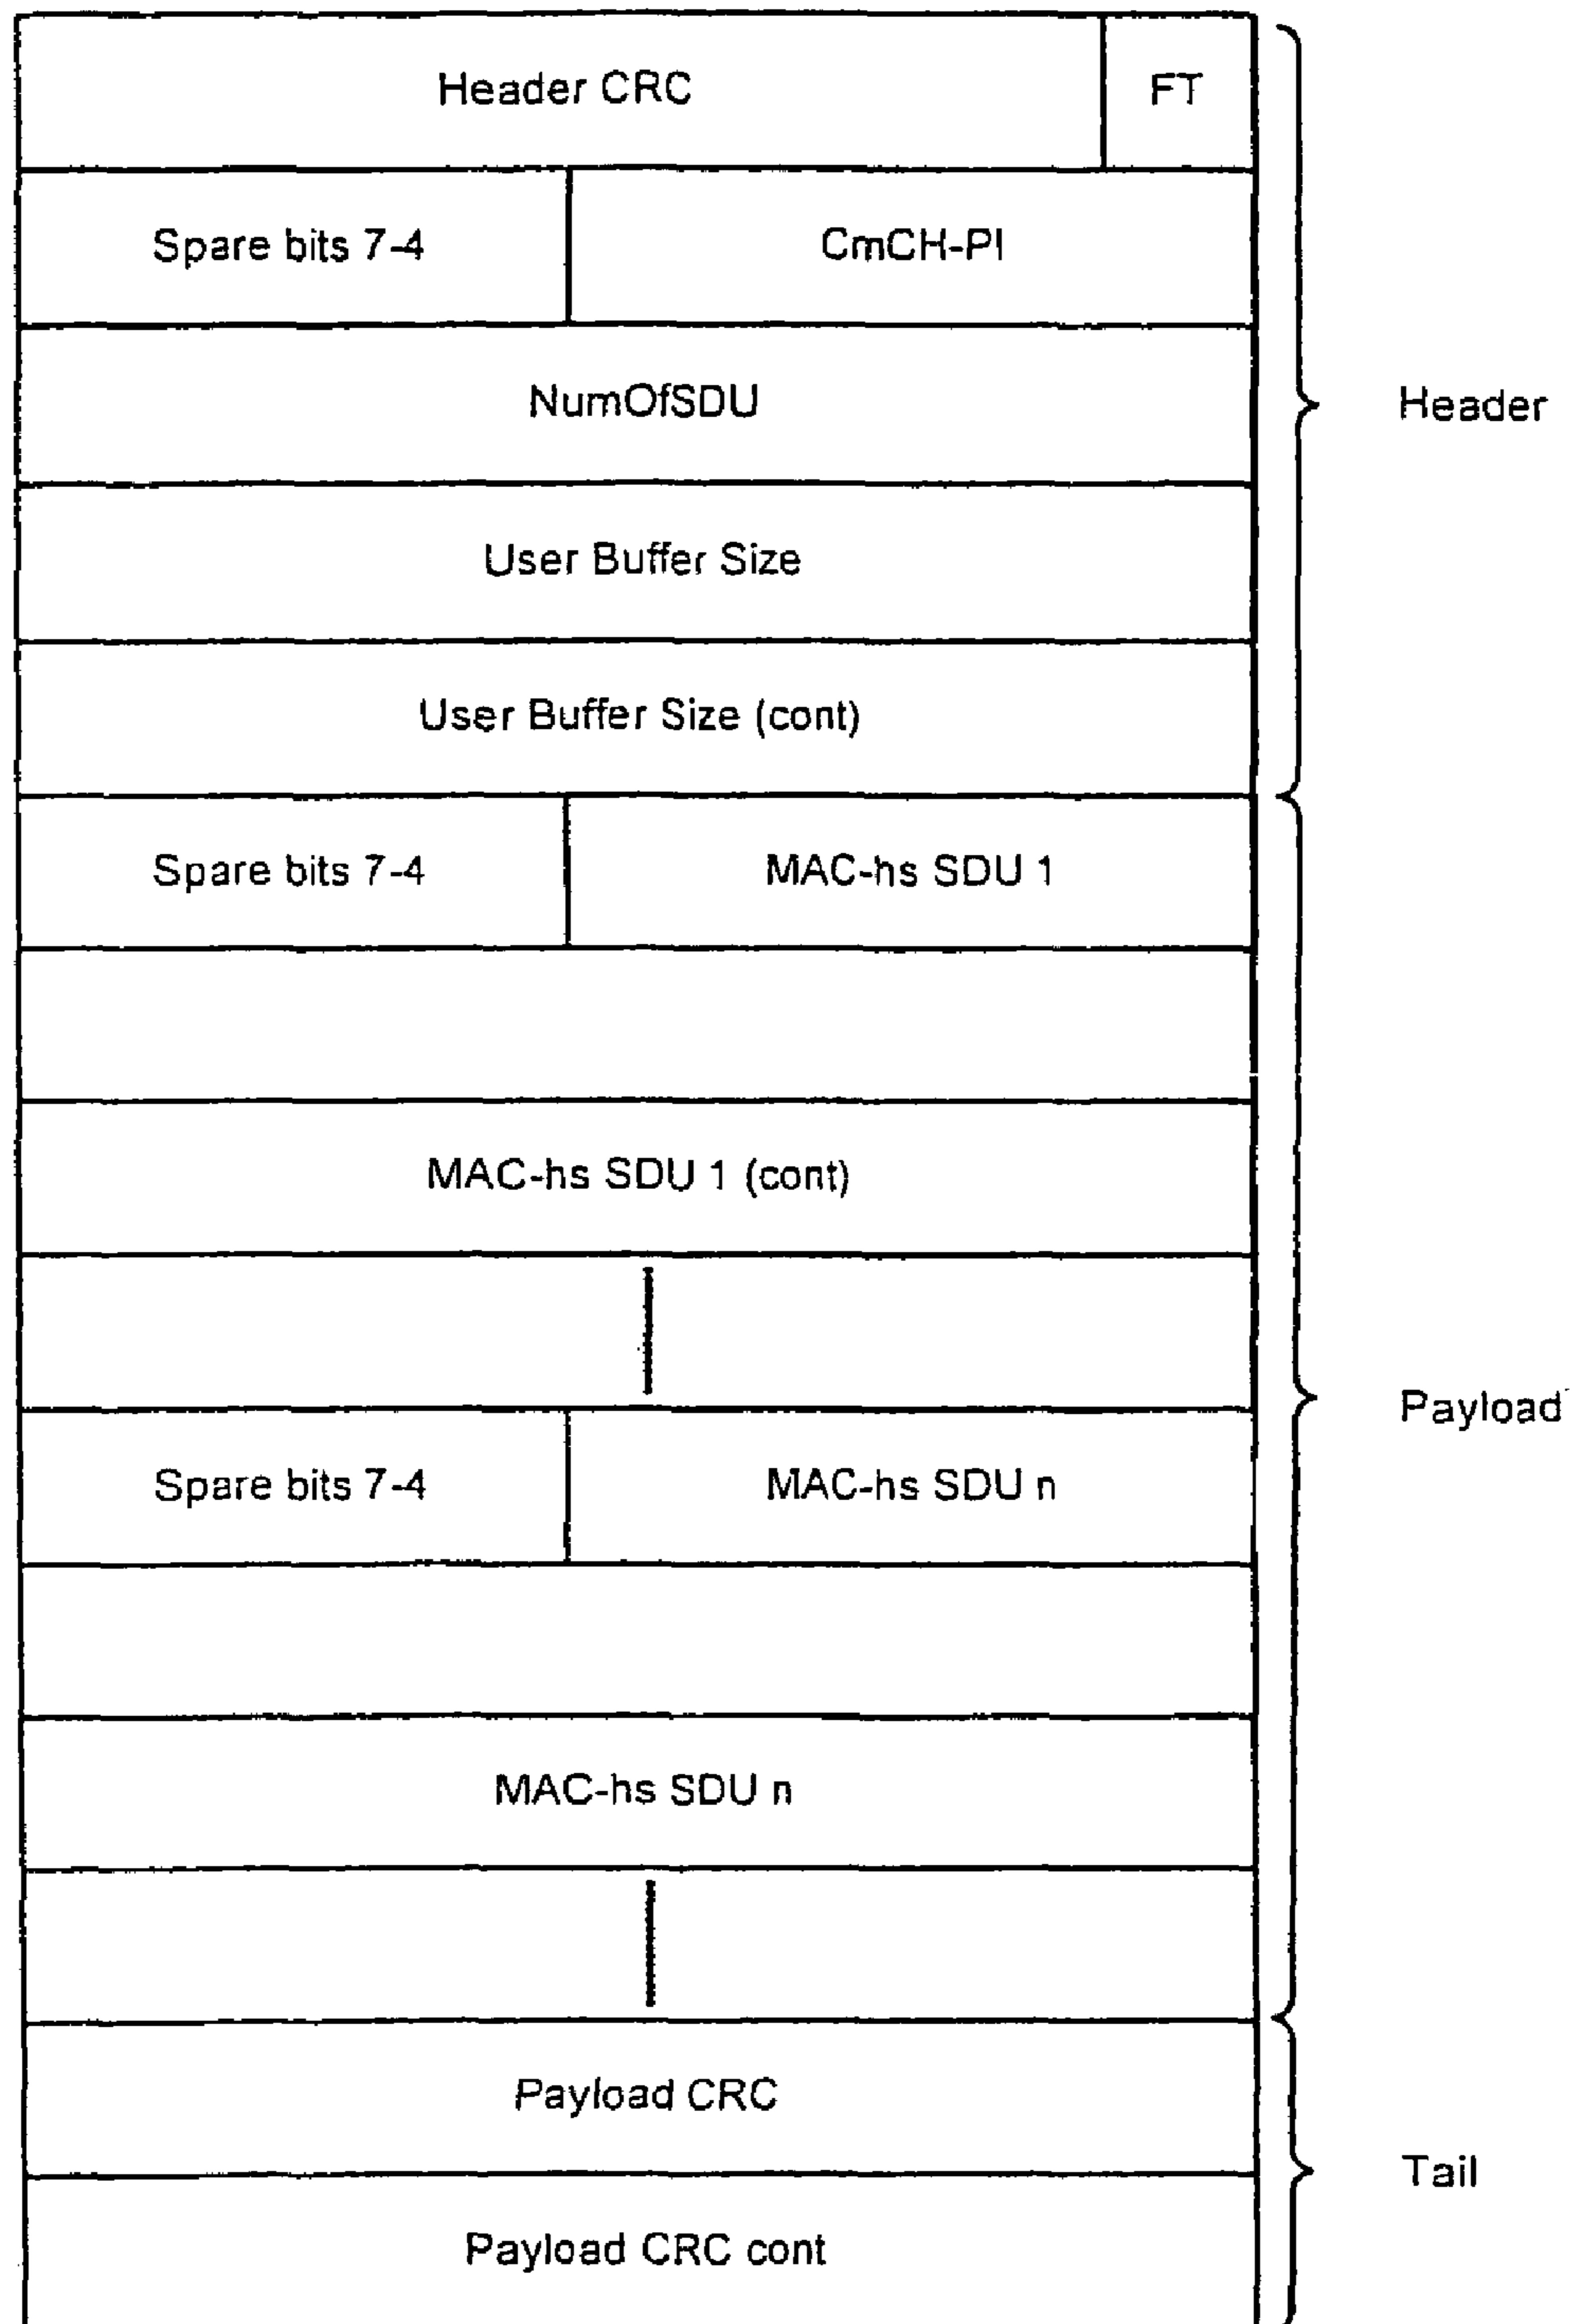 Header CRC
FT
Spare bits 7-4
CmCH-PI
NumOfSDU
Header
User Buffer Size
User Buffer Size (cont)
Spare bits 7-4
MAC-hs SDU 1
MAC-hs SDU 1 (cont)
Payload
Spare bits 7-4
MAC-hs SDU n
MAC-hs SDU n
Payload CRC
Tail
Payload CRC cont